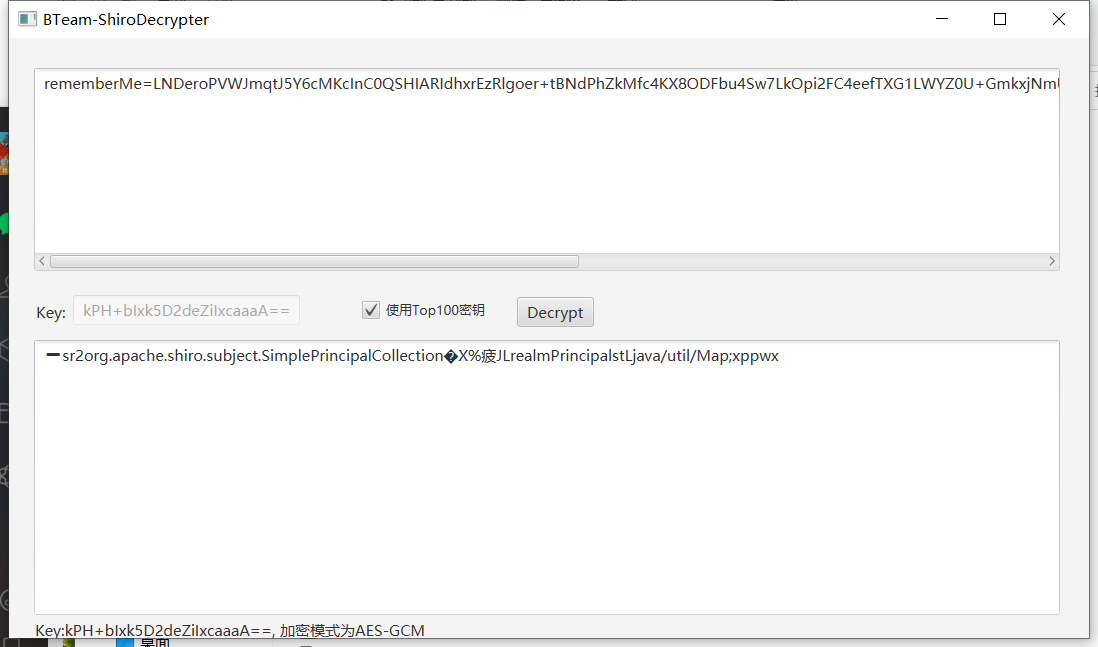 BTeam-ShiroDecrypter
rememberMe=LNDeroPVWJmqtJ5Y6cMKcInC0QSHIARIdhxrEzRlgoer+tBNdPhZkMfc4KX8ODFbu4Sw7LkOpi2FC4eefTXG1LWYZ0U+GmkxjNm
Key: kPH+bIxk5D2deZiIxcaaaA== 使用Top100密钥 Decrypt
sr2org.apache.shiro.subject.SimplePrincipalCollection�X%疲JLrealmPrincipalstLjava/util/Map;xppwx
Key:kPH+bIxk5D2deZiIxcaaaA==, 加密模式为AES-GCM
桌面